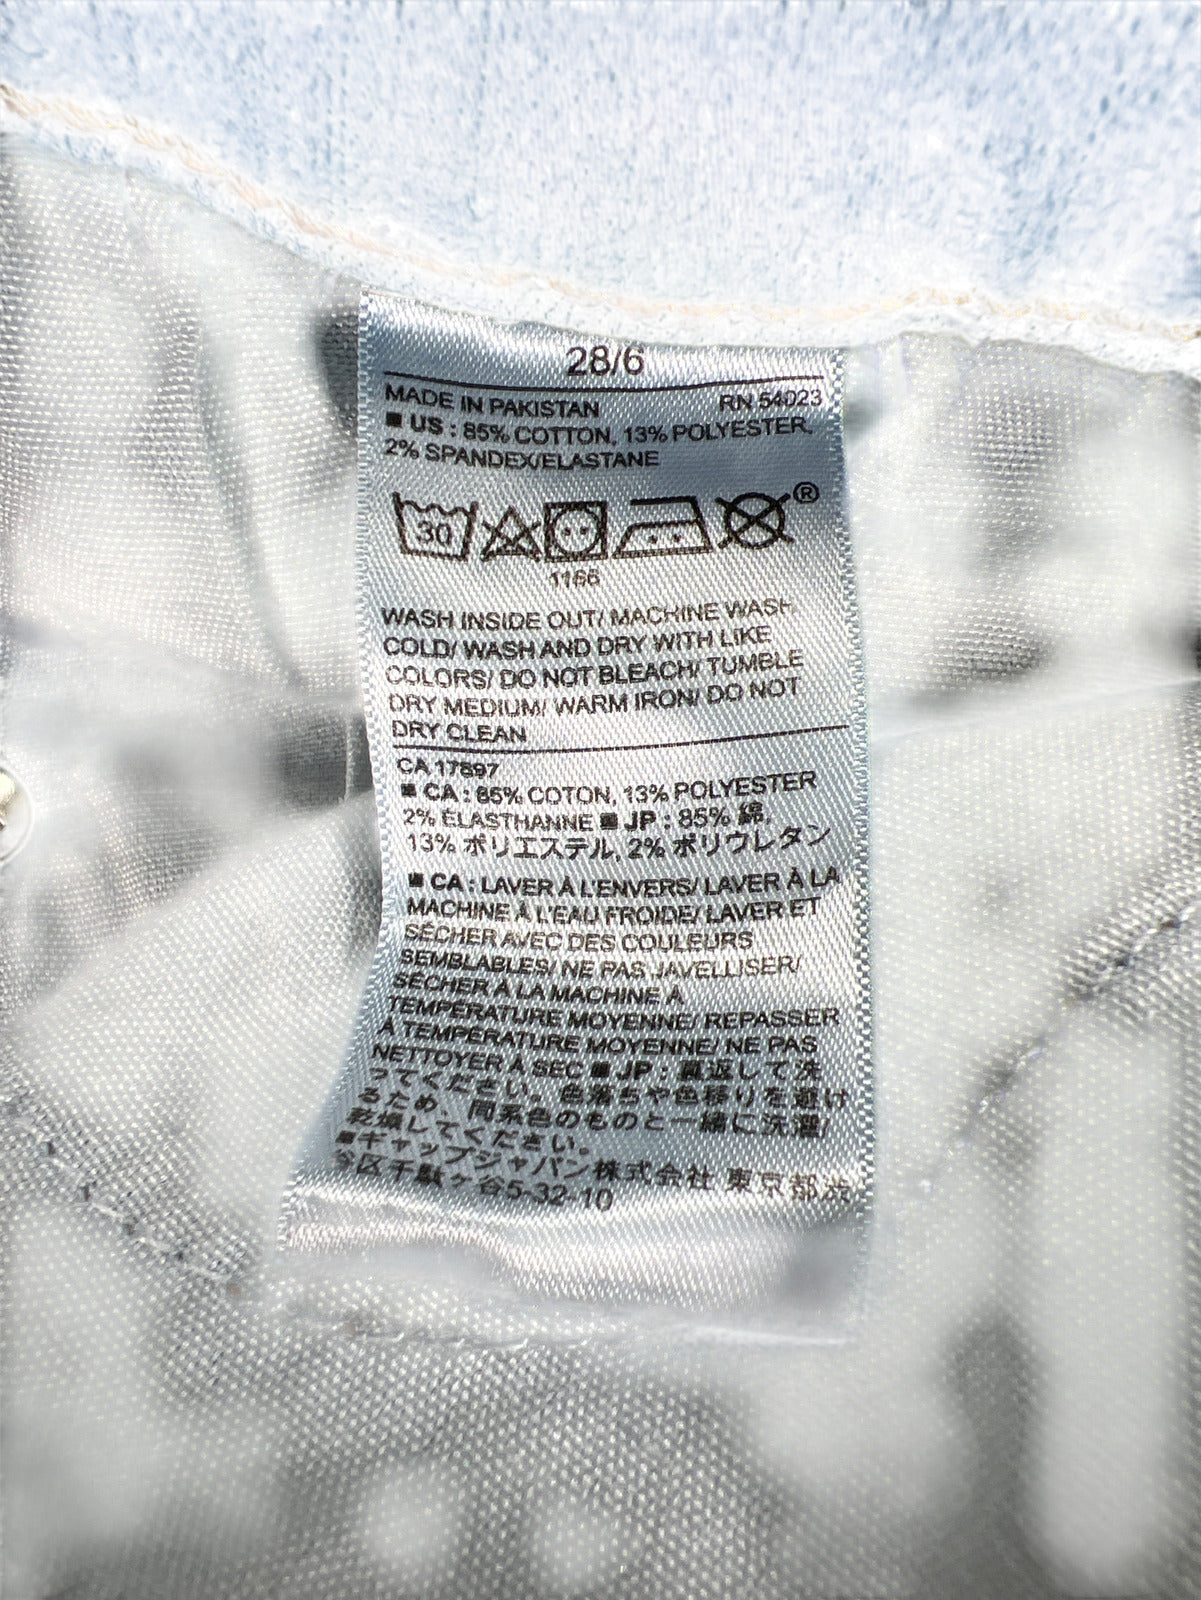 28/6
MADE IN PAKISTAN RN 54023
■ US : 85% COTTON, 13% POLYESTER,
2% SPANDEX/ELASTANE
30 ®
1166
WASH INSIDE OUT/ MACHINE WASH
COLD/ WASH AND DRY WITH LIKE
COLORS/ DO NOT BLEACH/ TUMBLE
DRY MEDIUM/ WARM IRON/ DO NOT
DRY CLEAN
CA 17897
■ CA : 85% COTON, 13% POLYESTER
2% ÉLASTHANNE ■ JP : 85% 綿,
13% ポリエステル, 2% ポリウレタン
■ CA : LAVER À L'ENVERS/ LAVER À LA
MACHINE À L'EAU FROIDE/ LAVER ET
SÉCHER AVEC DES COULEURS
SEMBLABLES/ NE PAS JAVELLISER/
SÉCHER À LA MACHINE À
TEMPÉRATURE MOYENNE/ REPASSER
À TEMPÉRATURE MOYENNE/ NE PAS
NETTOYER À SEC ■ JP : 裏返して洗
ってください。色落ちや色移りを避け
るため、同系色のものと一緒に洗濯/
乾燥してください。
■ギャップジャパン株式会社 東京都渋
谷区千駄ヶ谷5-32-10